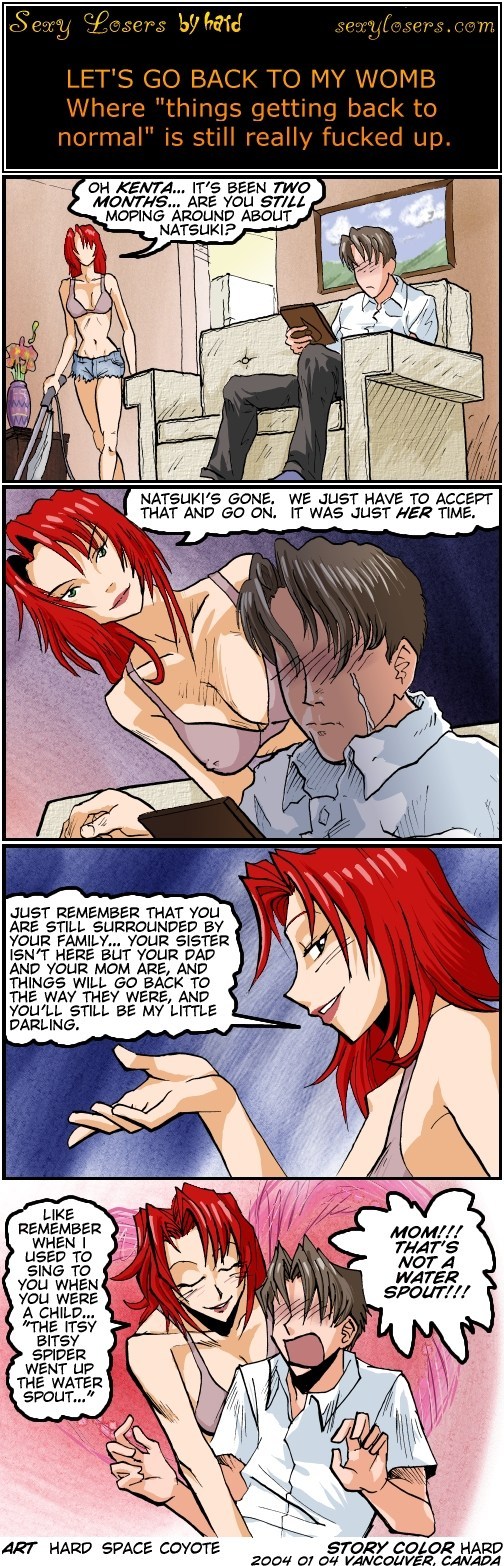 Sexy Losers by hard
sexylosers.com
LET'S GO BACK TO MY WOMB
Where "things getting back to
normal" is still really fucked up.
OH KENTA... IT'S BEEN TWO
MONTHS... ARE YOU STILL
MOPING AROUND ABOUT
NATSUKI?
NATSUKI'S GONE. WE JUST HAVE TO ACCEPT
THAT AND GO ON. IT WAS JUST HER TIME.
JUST REMEMBER THAT YOU
ARE STILL SURROUNDED BY
YOUR FAMILY... YOUR SISTER
ISN'T HERE BUT YOUR DAD
AND YOUR MOM ARE, AND
THINGS WILL GO BACK TO
THE WAY THEY WERE, AND
YOU'LL STILL BE MY LITTLE
DARLING.
LIKE
REMEMBER
WHEN I
USED TO
SING TO
YOU WHEN
YOU WERE
A CHILD...
"THE ITSY
BITSY
SPIDER
WENT UP
THE WATER
SPOUT..."
MOM!!!
THAT'S
NOT A
WATER
SPOUT!!!
ART HARD SPACE COYOTE
STORY COLOR HARD
2004 01 04 VANCOUVER, CANADA